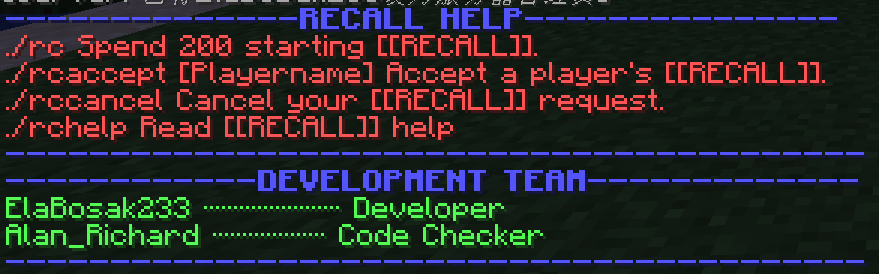 --------------RECALL HELP---------------
./rc Spend 200 starting [[RECALL]].
./rcaccept [Playername] Accept a player's [[RECALL]].
./rccancel Cancel your [[RECALL]] request.
./rchelp Read [[RECALL]] help
-----------------------------------------
------------DEVELOPMENT TEAM-------------
ElaBosak233 ························ Developer
Alan_Richard ···················· Code Checker
-----------------------------------------